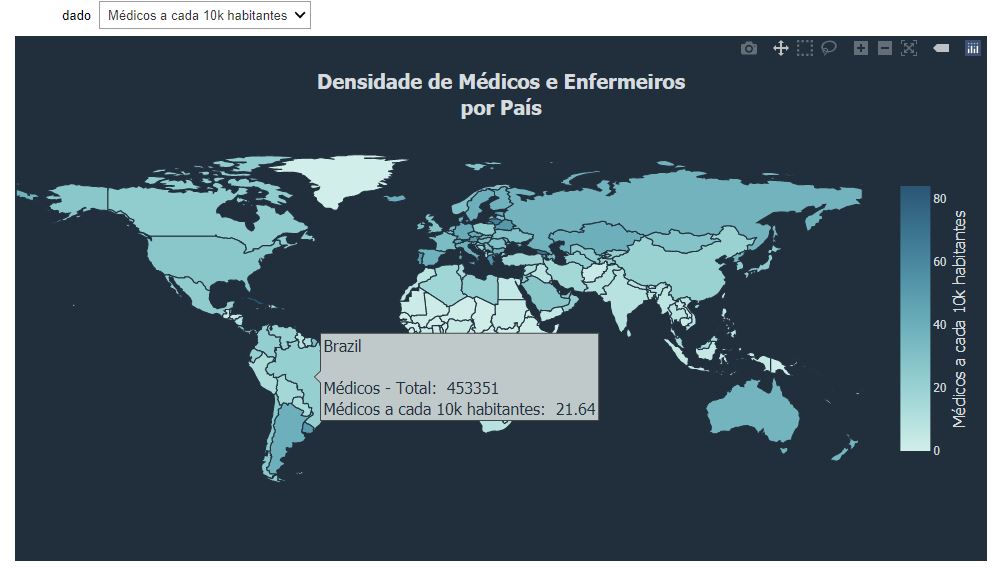 dado Médicos a cada 10k habitantes
Densidade de Médicos e Enfermeiros
por País
80
60
40
20
0
Médicos a cada 10k habitantes
Brazil
Médicos - Total: 453351
Médicos a cada 10k habitantes: 21.64